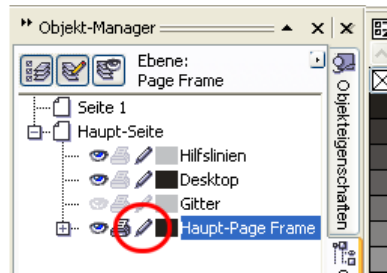 Objekt-Manager
Ebene:
Page Frame
Seite 1
Haupt-Seite
Hilfslinien
Desktop
Gitter
Haupt-Page Frame
Objekteigenschaften